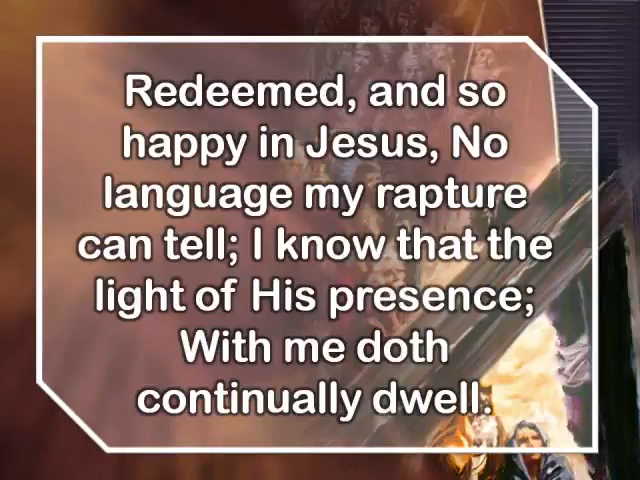 Redeemed, and so
happy in Jesus, No
language my rapture
can tell; I know that the
light of His presence;
With me doth
continually dwell.